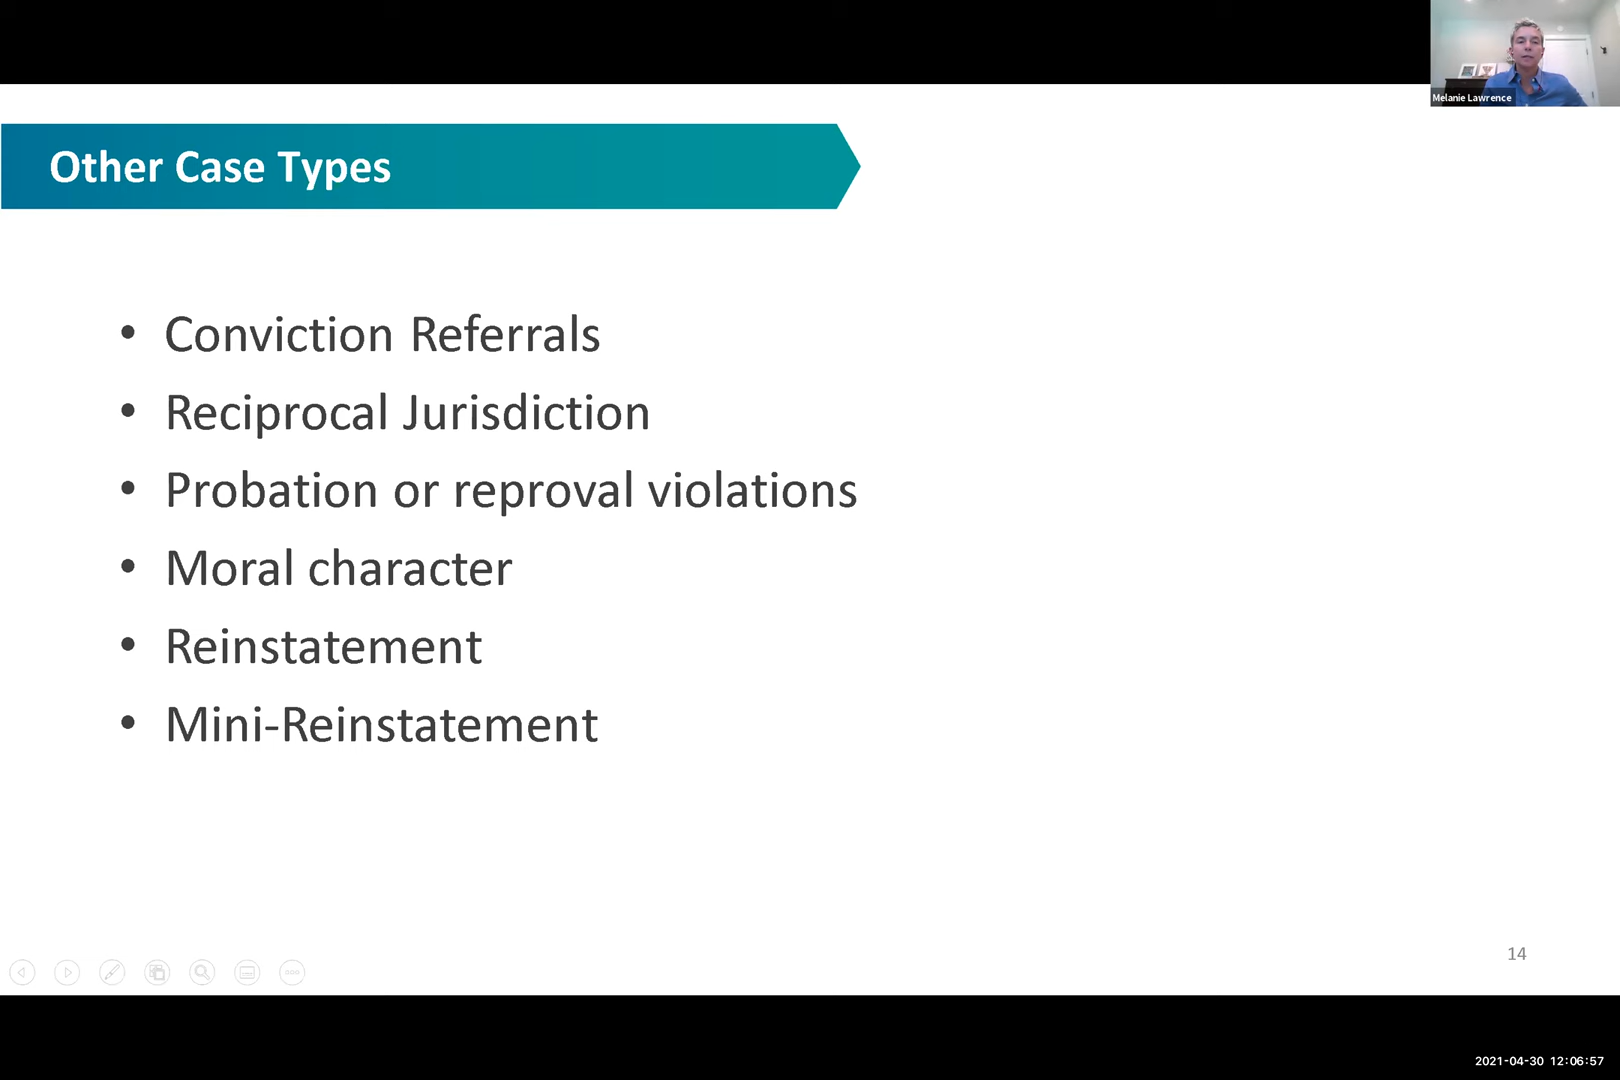 Melanie Lawrence
Other Case Types
• Conviction Referrals
• Reciprocal Jurisdiction
• Probation or reproval violations
• Moral character
• Reinstatement
• Mini-Reinstatement
14
2021-04-30 12:06:57